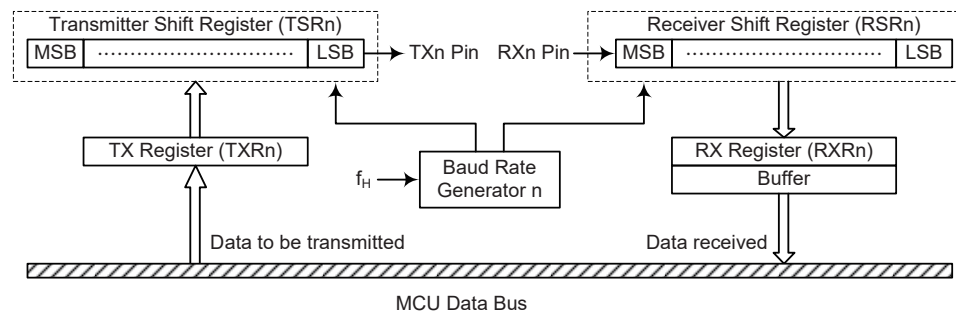 Transmitter Shift Register (TSRn)
Receiver Shift Register (RSRn)
MSB ………………………… LSB
TXn Pin
RXn Pin
MSB ………………………… LSB
TX Register (TXRn)
Baud Rate
Generator n
fH
RX Register (RXRn)
Buffer
Data to be transmitted
Data received
MCU Data Bus